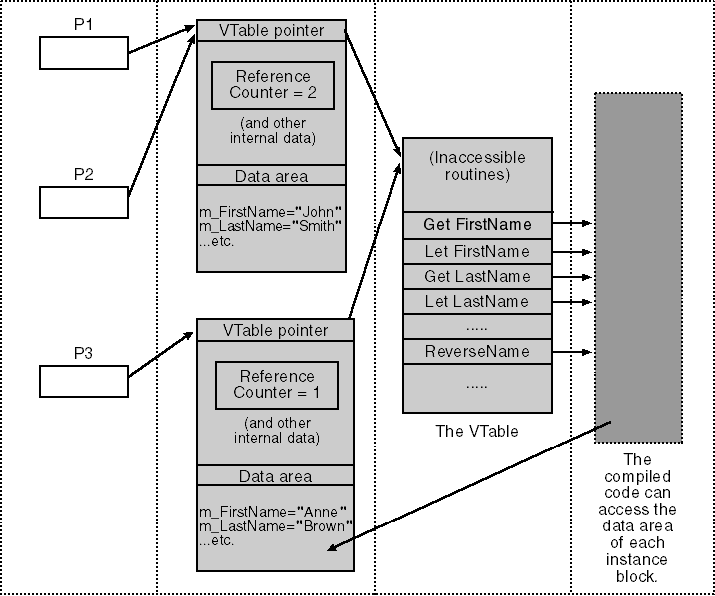 P1
P2
P3
VTable pointer
Reference
Counter = 2
(and other
internal data)
Data area
m_FirstName="John"
m_LastName="Smith"
...etc.
VTable pointer
Reference
Counter = 1
(and other
internal data)
Data area
m_FirstName="Anne"
m_LastName="Brown"
...etc.
(Inaccessible
routines)
Get FirstName
Let FirstName
Get LastName
Let LastName
.....
ReverseName
.....
The VTable
The
compiled
code can
access the
data area
of each
instance
block.